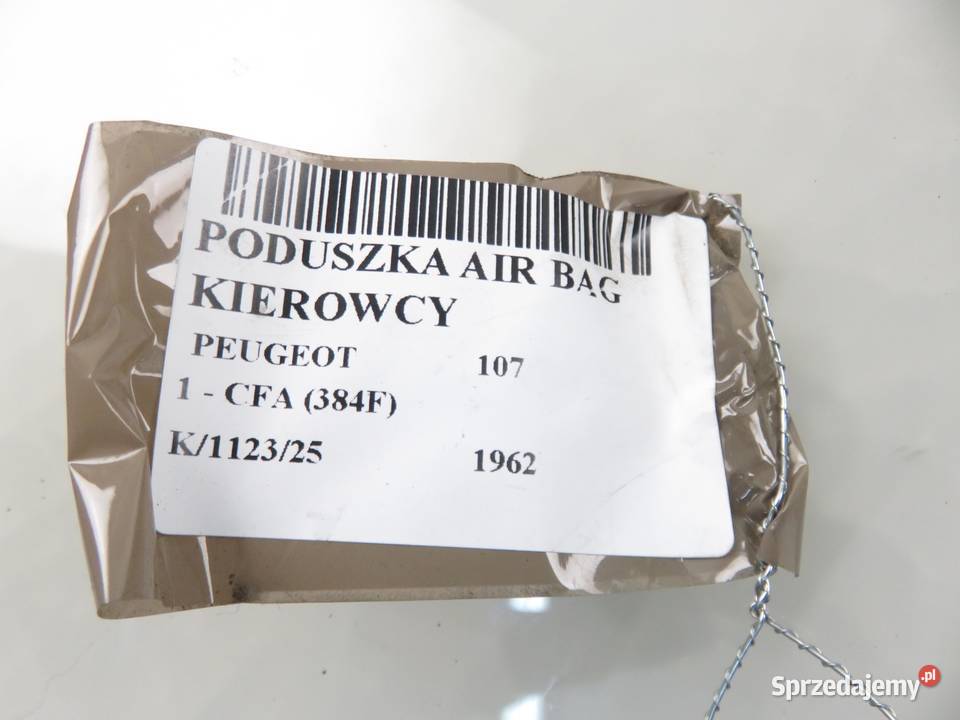 PODUSZKA AIR BAG
KIEROWCY
PEUGEOT 107
1 - CFA (384F)
K/1123/25 1962
Sprzedajemy.pl